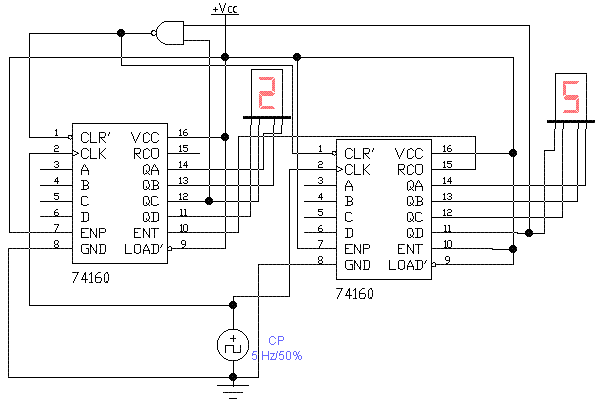 +Vcc
2
5
1 CLR' VCC 16
2 CLK RCO 15
3 A QA 14
4 B QB 13
5 C QC 12
6 D QD 11
7 ENP ENT 10
8 GND LOAD' 9
74160
1 CLR' VCC 16
2 CLK RCO 15
3 A QA 14
4 B QB 13
5 C QC 12
6 D QD 11
7 ENP ENT 10
8 GND LOAD' 9
74160
+
CP
5 Hz/50%